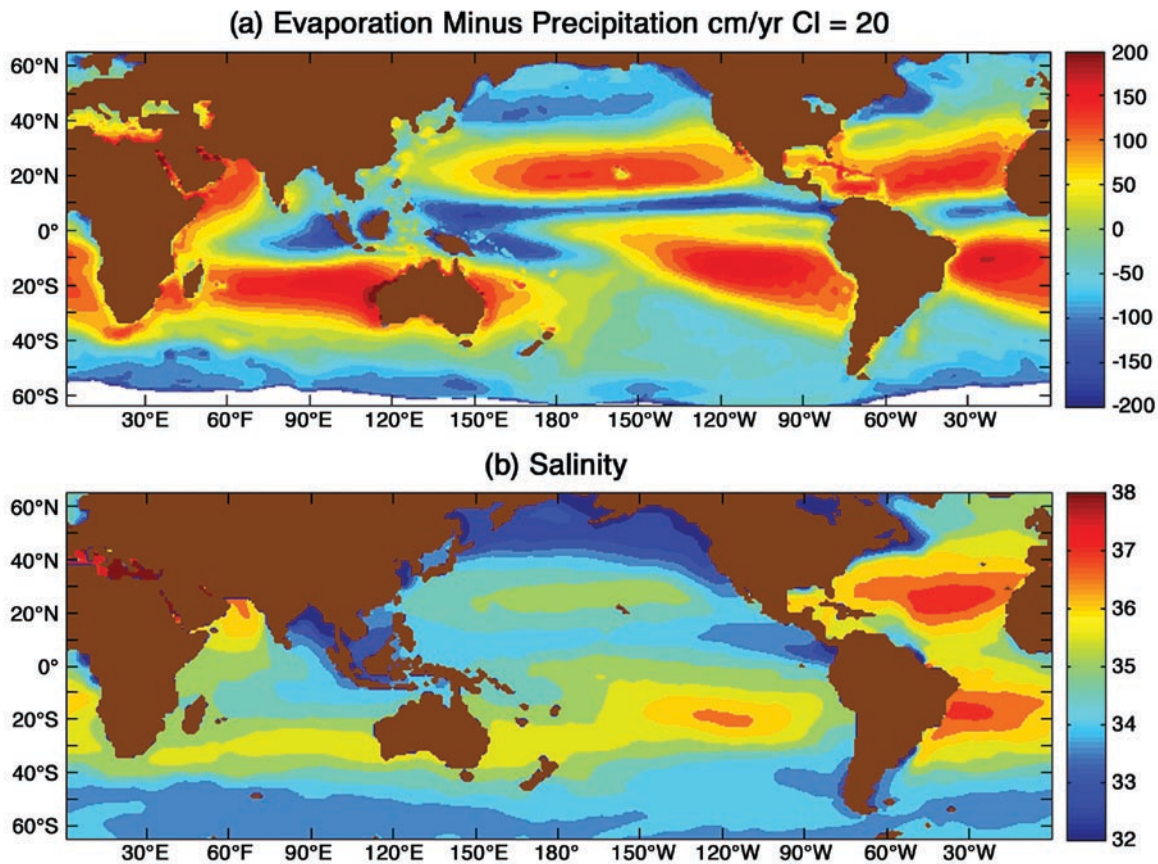 (a) Evaporation Minus Precipitation cm/yr CI = 20
60°N
40°N
20°N
0°
20°S
40°S
60°S
30°E 60°F 90°E 120°E 150°E 180° 150°W 120°W 90°W 60°W 30°W
200
150
100
50
0
-50
-100
-150
-200
(b) Salinity
60°N
40°N
20°N
0°
20°S
40°S
60°S
30°E 60°E 90°E 120°E 150°E 180° 150°W 120°W 90°W 60°W 30°W
38
37
36
35
34
33
32